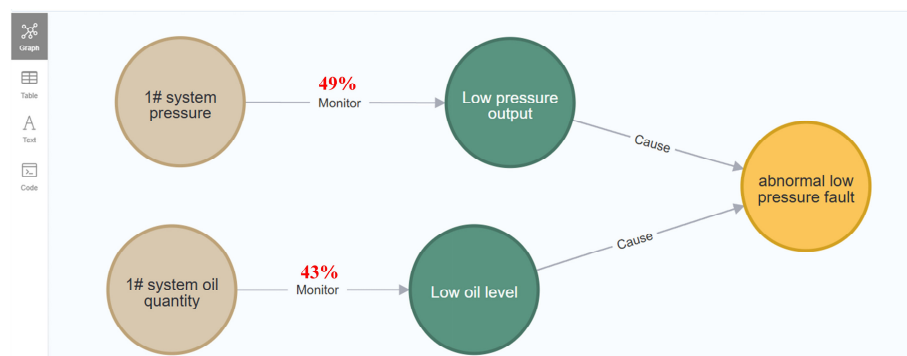 Graph
Table
Text
Code
1# system
pressure
49%
Monitor
Low pressure
output
Cause
abnormal low
pressure fault
1# system oil
quantity
43%
Monitor
Low oil level
Cause